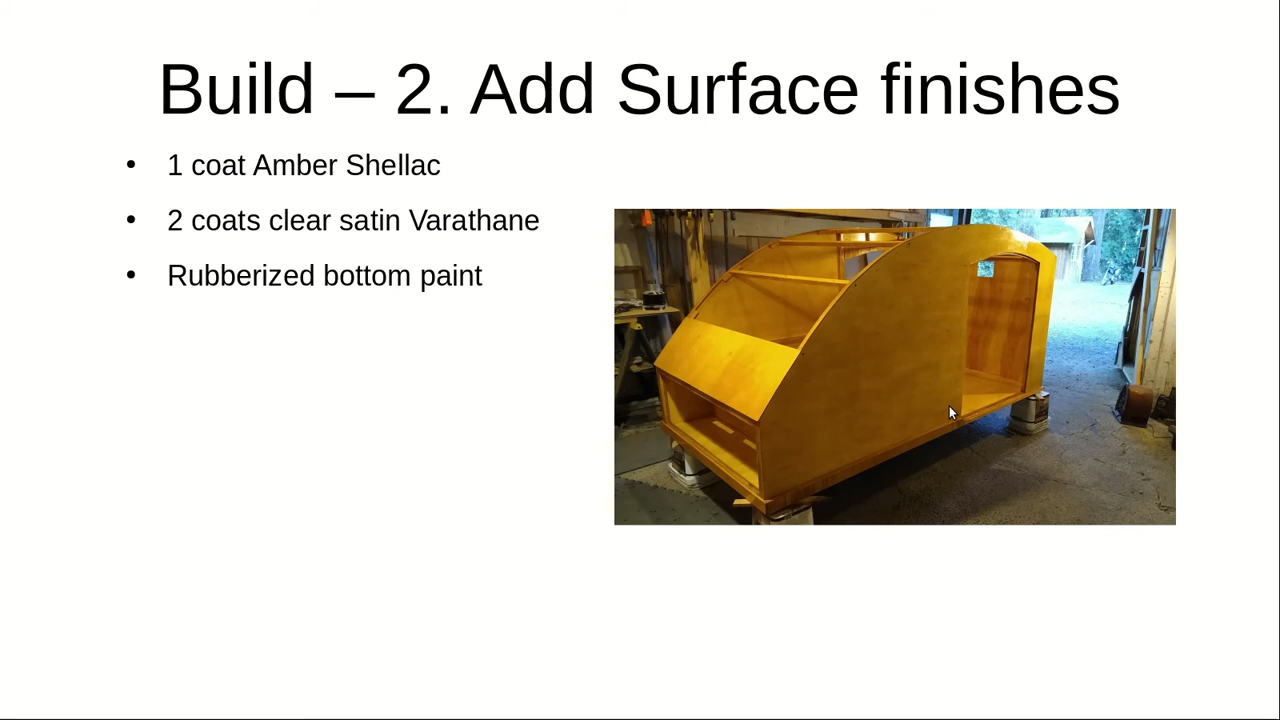 Build – 2. Add Surface finishes
• 1 coat Amber Shellac
• 2 coats clear satin Varathane
• Rubberized bottom paint